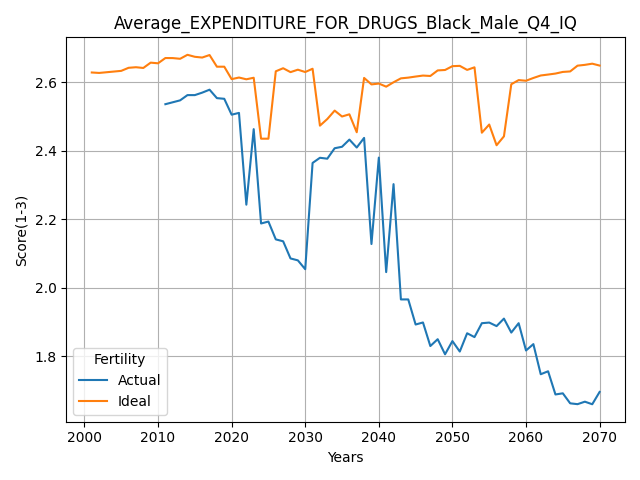 Average_EXPENDITURE_FOR_DRUGS_Black_Male_Q4_IQ
Score(1-3)
2.6
2.4
2.2
2.0
1.8
Fertility
Actual
Ideal
2000 2010 2020 2030 2040 2050 2060 2070
Years